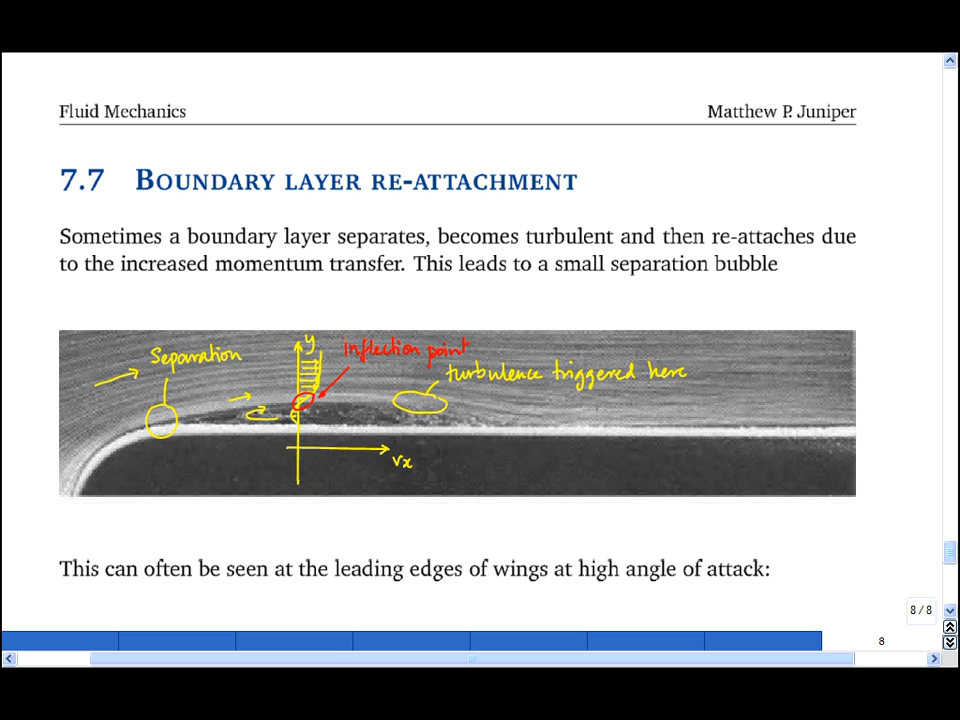 Fluid Mechanics Matthew P. Juniper
7.7 BOUNDARY LAYER RE-ATTACHMENT
Sometimes a boundary layer separates, becomes turbulent and then re-attaches due
to the increased momentum transfer. This leads to a small separation bubble
y
inflection point
Separation
turbulence triggered here
vx
This can often be seen at the leading edges of wings at high angle of attack:
8 / 8
8